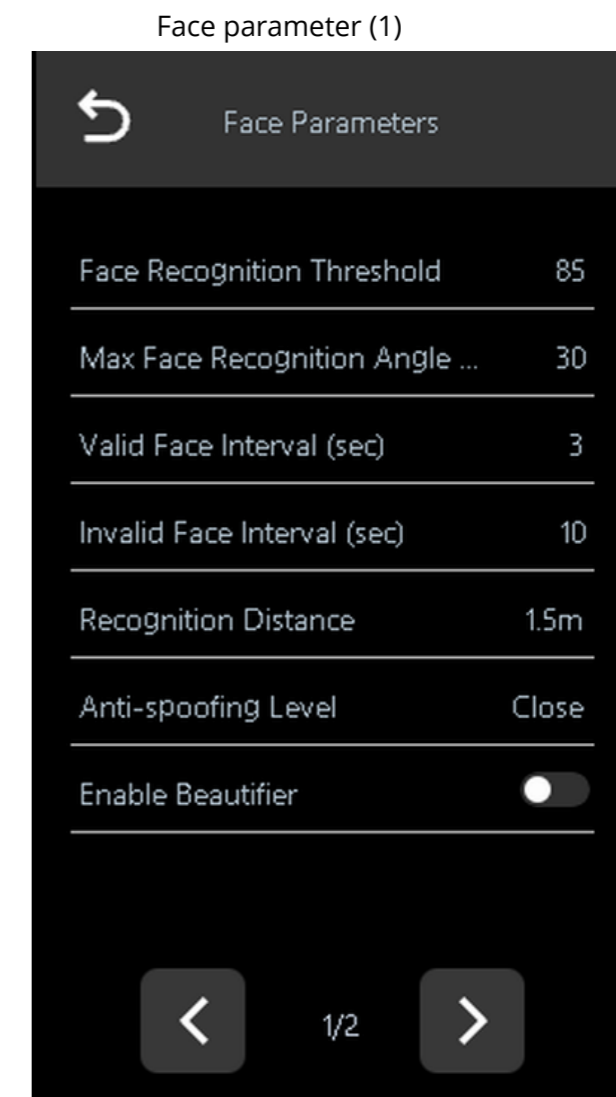 Face parameter (1)
Face Parameters
Face Recognition Threshold 85
Max Face Recognition Angle ... 30
Valid Face Interval (sec) 3
Invalid Face Interval (sec) 10
Recognition Distance 1.5m
Anti-spoofing Level Close
Enable Beautifier
1/2